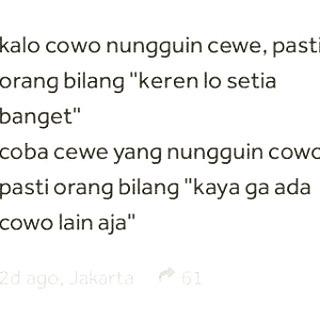 kalo cowo nungguin cewe, pasti
orang bilang "keren lo setia
banget"
coba cewe yang nungguin cowo
pasti orang bilang "kaya ga ada
cowo lain aja"
2d ago, Jakarta 61